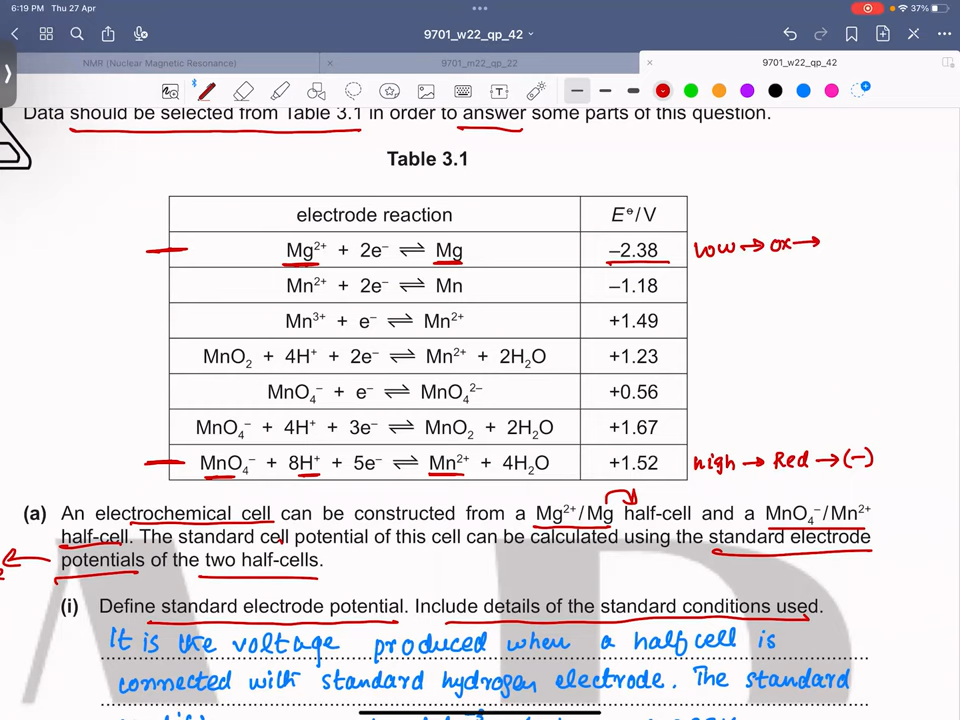 6:19 PM Thu 27 Apr
37%
9701_w22_qp_42
NMR (Nuclear Magnetic Resonance)
9701_m22_qp_22
9701_w22_qp_42
Data should be selected from Table 3.1 in order to answer some parts of this question.
Table 3.1
electrode reaction E⦵/V
Mg²⁺ + 2e⁻ ⇌ Mg –2.38 Low → ox →
Mn²⁺ + 2e⁻ ⇌ Mn –1.18
Mn³⁺ + e⁻ ⇌ Mn²⁺ +1.49
MnO₂ + 4H⁺ + 2e⁻ ⇌ Mn²⁺ + 2H₂O +1.23
MnO₄⁻ + e⁻ ⇌ MnO₄²⁻ +0.56
MnO₄⁻ + 4H⁺ + 3e⁻ ⇌ MnO₂ + 2H₂O +1.67
MnO₄⁻ + 8H⁺ + 5e⁻ ⇌ Mn²⁺ + 4H₂O +1.52 high → Red → (-)
(a) An electrochemical cell can be constructed from a Mg²⁺/Mg half-cell and a MnO₄⁻/Mn²⁺
half-cell. The standard cell potential of this cell can be calculated using the standard electrode
potentials of the two half-cells.
(i) Define standard electrode potential. Include details of the standard conditions used.
It is the voltage produced when a half cell is
connected with standard hydrogen electrode. The standard